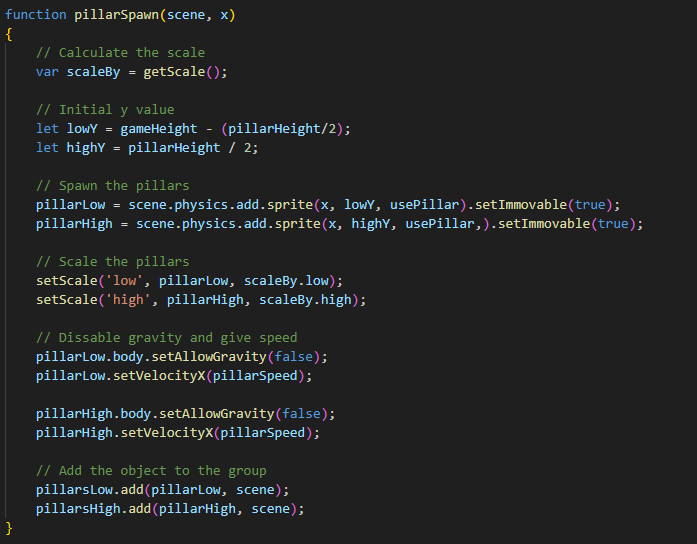 function pillarSpawn(scene, x)
{
// Calculate the scale
var scaleBy = getScale();
// Initial y value
let lowY = gameHeight - (pillarHeight/2);
let highY = pillarHeight / 2;
// Spawn the pillars
pillarLow = scene.physics.add.sprite(x, lowY, usePillar).setImmovable(true);
pillarHigh = scene.physics.add.sprite(x, highY, usePillar,).setImmovable(true);
// Scale the pillars
setScale('low', pillarLow, scaleBy.low);
setScale('high', pillarHigh, scaleBy.high);
// Dissable gravity and give speed
pillarLow.body.setAllowGravity(false);
pillarLow.setVelocityX(pillarSpeed);
pillarHigh.body.setAllowGravity(false);
pillarHigh.setVelocityX(pillarSpeed);
// Add the object to the group
pillarsLow.add(pillarLow, scene);
pillarsHigh.add(pillarHigh, scene);
}